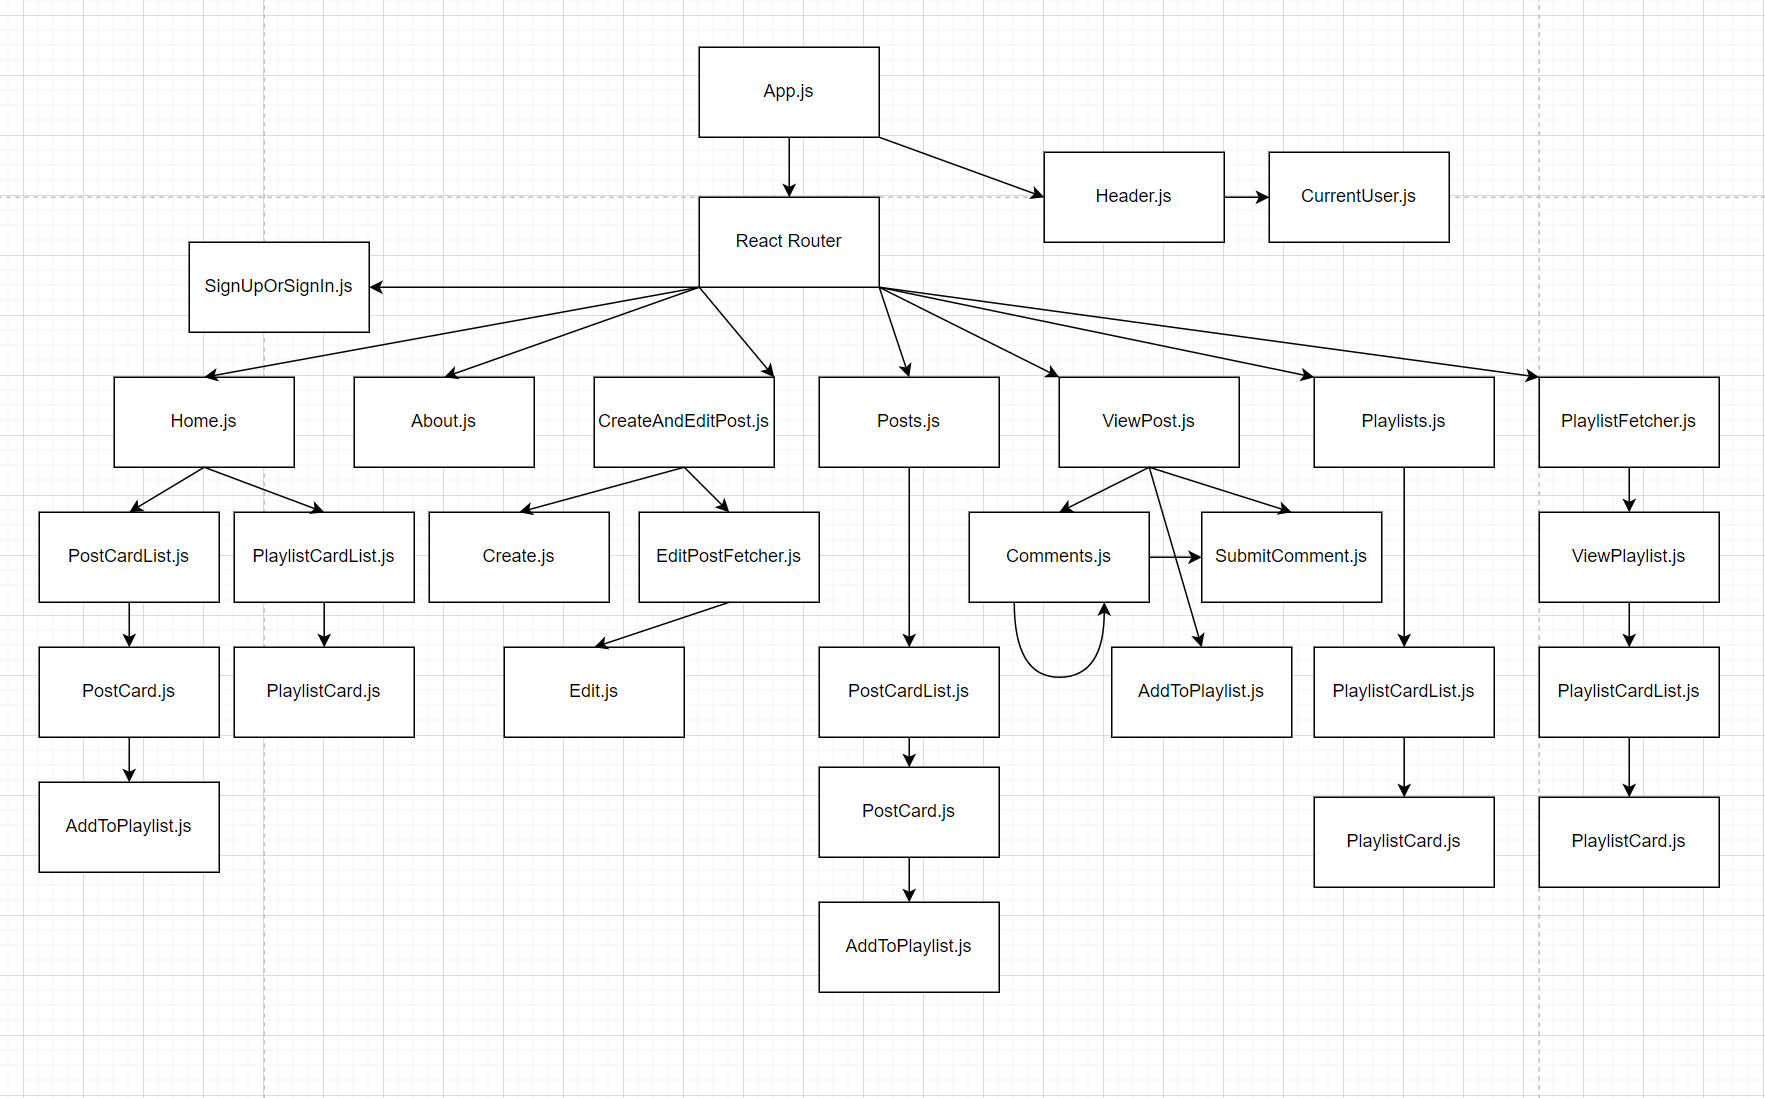 App.js
Header.js
CurrentUser.js
React Router
SignUpOrSignIn.js
Home.js
About.js
CreateAndEditPost.js
Posts.js
ViewPost.js
Playlists.js
PlaylistFetcher.js
PostCardList.js
PlaylistCardList.js
Create.js
EditPostFetcher.js
Comments.js
SubmitComment.js
ViewPlaylist.js
PostCard.js
PlaylistCard.js
Edit.js
PostCardList.js
AddToPlaylist.js
PlaylistCardList.js
PlaylistCardList.js
AddToPlaylist.js
PostCard.js
PlaylistCard.js
PlaylistCard.js
AddToPlaylist.js